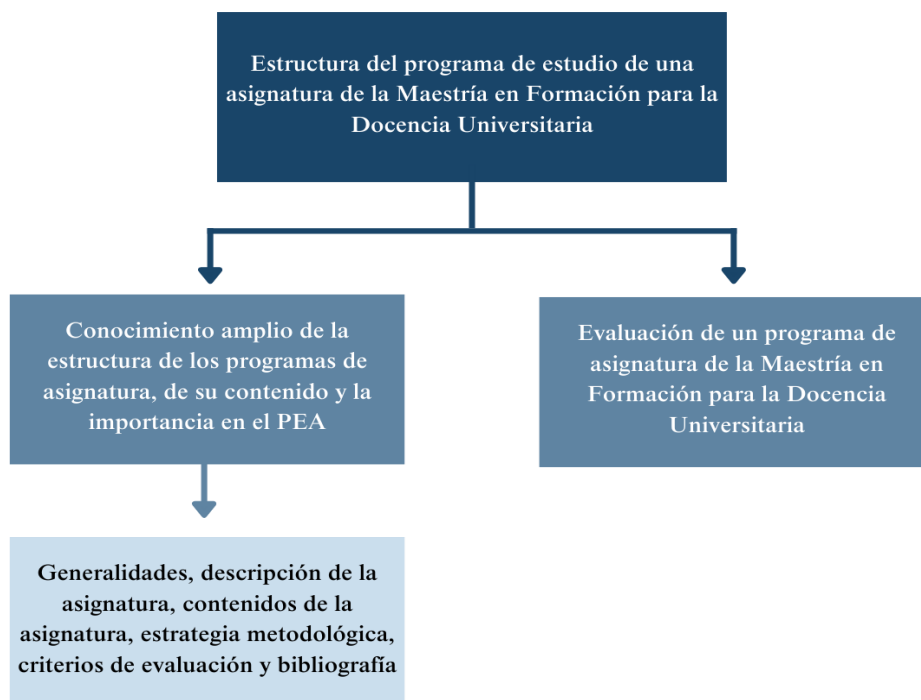 Estructura del programa de estudio de una
asignatura de la Maestría en Formación para la
Docencia Universitaria
Conocimiento amplio de la
estructura de los programas de
asignatura, de su contenido y la
importancia en el PEA
Evaluación de un programa de
asignatura de la Maestría en
Formación para la Docencia
Universitaria
Generalidades, descripción de la
asignatura, contenidos de la
asignatura, estrategia metodológica,
criterios de evaluación y bibliografía